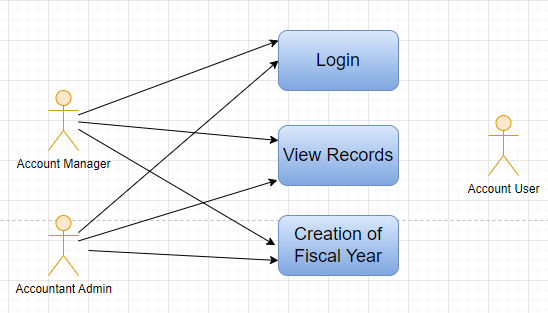 Login
Account Manager
View Records
Account User
Creation of
Fiscal Year
Accountant Admin